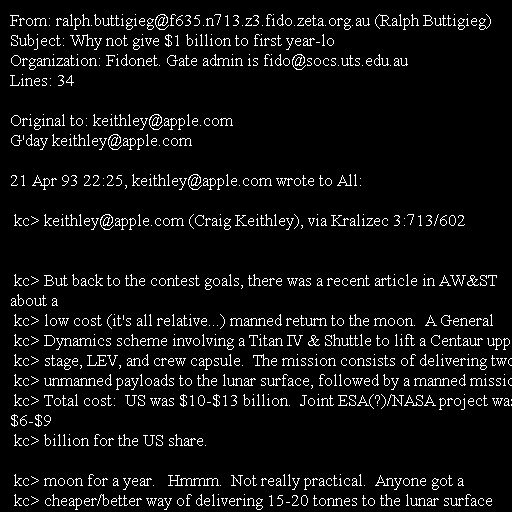 From: ralph.buttigieg@f635.n713.z3.fido.zeta.org.au (Ralph Buttigieg)
Subject: Why not give $1 billion to first year-lo
Organization: Fidonet. Gate admin is fido@socs.uts.edu.au
Lines: 34

Original to: keithley@apple.com
G'day keithley@apple.com

21 Apr 93 22:25, keithley@apple.com wrote to All:

kc> keithley@apple.com (Craig Keithley), via Kralizec 3:713/602

kc> But back to the contest goals, there was a recent article in AW&ST
about a
kc> low cost (it's all relative...) manned return to the moon.  A General
kc> Dynamics scheme involving a Titan IV & Shuttle to lift a Centaur upp
kc> stage, LEV, and crew capsule.  The mission consists of delivering two
kc> unmanned payloads to the lunar surface, followed by a manned missio
kc> Total cost:  US was $10-$13 billion.  Joint ESA(?)/NASA project was
$6-$9
kc> billion for the US share.

kc> moon for a year.   Hmmm.  Not really practical.  Anyone got a
kc> cheaper/better way of delivering 15-20 tonnes to the lunar surface